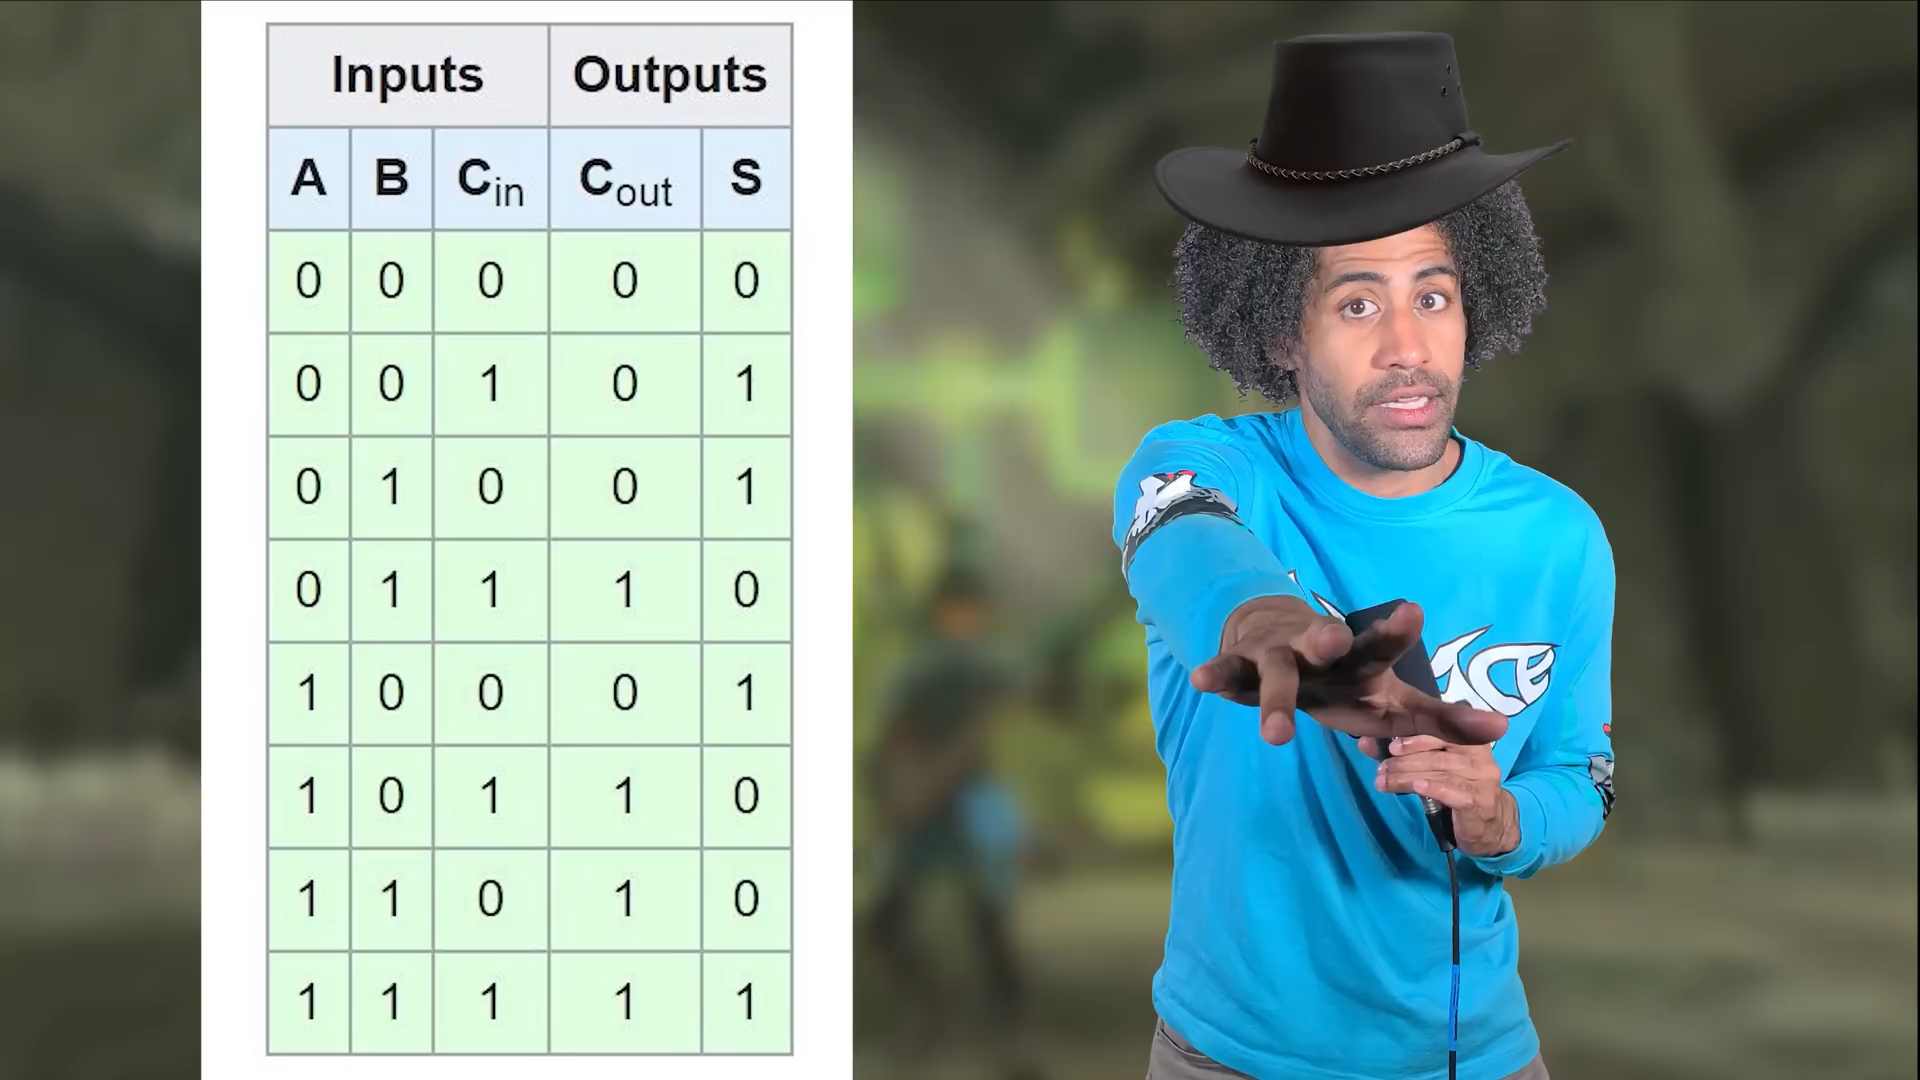 Inputs Outputs
A B Cin Cout S
0 0 0 0 0
0 0 1 0 1
0 1 0 0 1
0 1 1 1 0
1 0 0 0 1
1 0 1 1 0
1 1 0 1 0
1 1 1 1 1